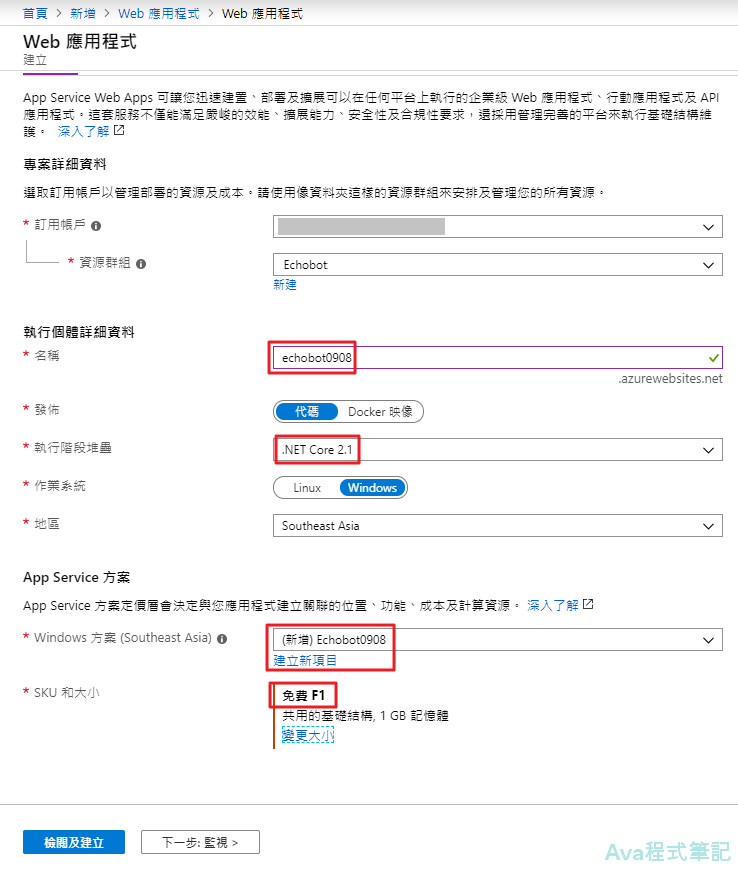 首頁 > 新增 > Web 應用程式 > Web 應用程式
Web 應用程式
建立
App Service Web Apps 可讓您迅速建置、部署及擴展可以在任何平台上執行的企業級 Web 應用程式、行動應用程式及 API
應用程式。這套服務不僅能滿足嚴峻的效能、擴展能力、安全性及合規性要求，還採用管理完善的平台來執行基礎結構維
護。 深入了解
專案詳細資料
選取訂用帳戶以管理部署的資源及成本。請使用像資料夾這樣的資源群組來安排及管理您的所有資源。
* 訂用帳戶
* 資源群組 Echobot
新建
執行個體詳細資料
* 名稱 echobot0908
.azurewebsites.net
* 發佈 代碼 Docker 映像
* 執行階段堆疊 .NET Core 2.1
* 作業系統 Linux Windows
* 地區 Southeast Asia
App Service 方案
App Service 方案定價層會決定與您應用程式建立關聯的位置、功能、成本及計算資源。 深入了解
* Windows 方案 (Southeast Asia) (新增) Echobot0908
建立新項目
* SKU 和大小 免費 F1
共用的基礎結構, 1 GB 記憶體
變更大小
檢閱及建立 下一步: 監視 >
Ava程式筆記